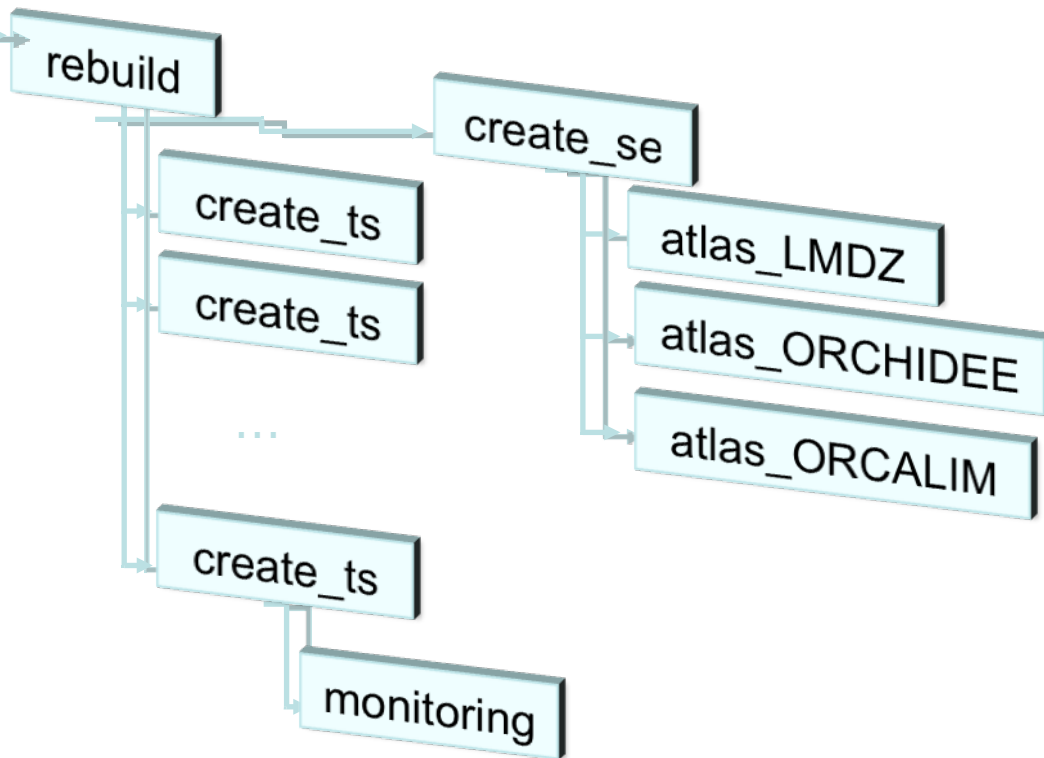 rebuild
create_se
create_ts
atlas_LMDZ
create_ts
atlas_ORCHIDEE
...
atlas_ORCALIM
create_ts
monitoring